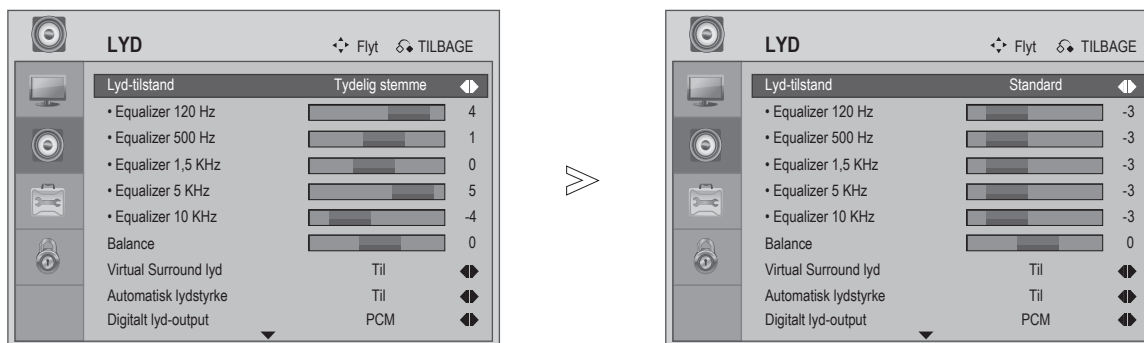 LYD Flyt TILBAGE
Lyd-tilstand Tydelig stemme
• Equalizer 120 Hz 4
• Equalizer 500 Hz 1
• Equalizer 1,5 KHz 0
• Equalizer 5 KHz 5
• Equalizer 10 KHz -4
Balance 0
Virtual Surround lyd Til
Automatisk lydstyrke Til
Digitalt lyd-output PCM
LYD Flyt TILBAGE
Lyd-tilstand Standard
• Equalizer 120 Hz -3
• Equalizer 500 Hz -3
• Equalizer 1,5 KHz -3
• Equalizer 5 KHz -3
• Equalizer 10 KHz -3
Balance 0
Virtual Surround lyd Til
Automatisk lydstyrke Til
Digitalt lyd-output PCM